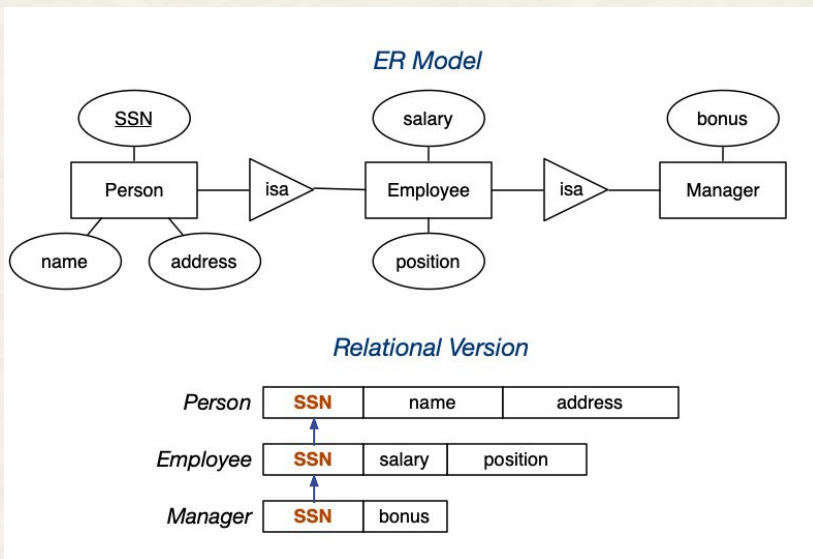 ER Model
SSN
salary
bonus
Person
isa
Employee
isa
Manager
name
address
position
Relational Version
Person SSN name address
Employee SSN salary position
Manager SSN bonus